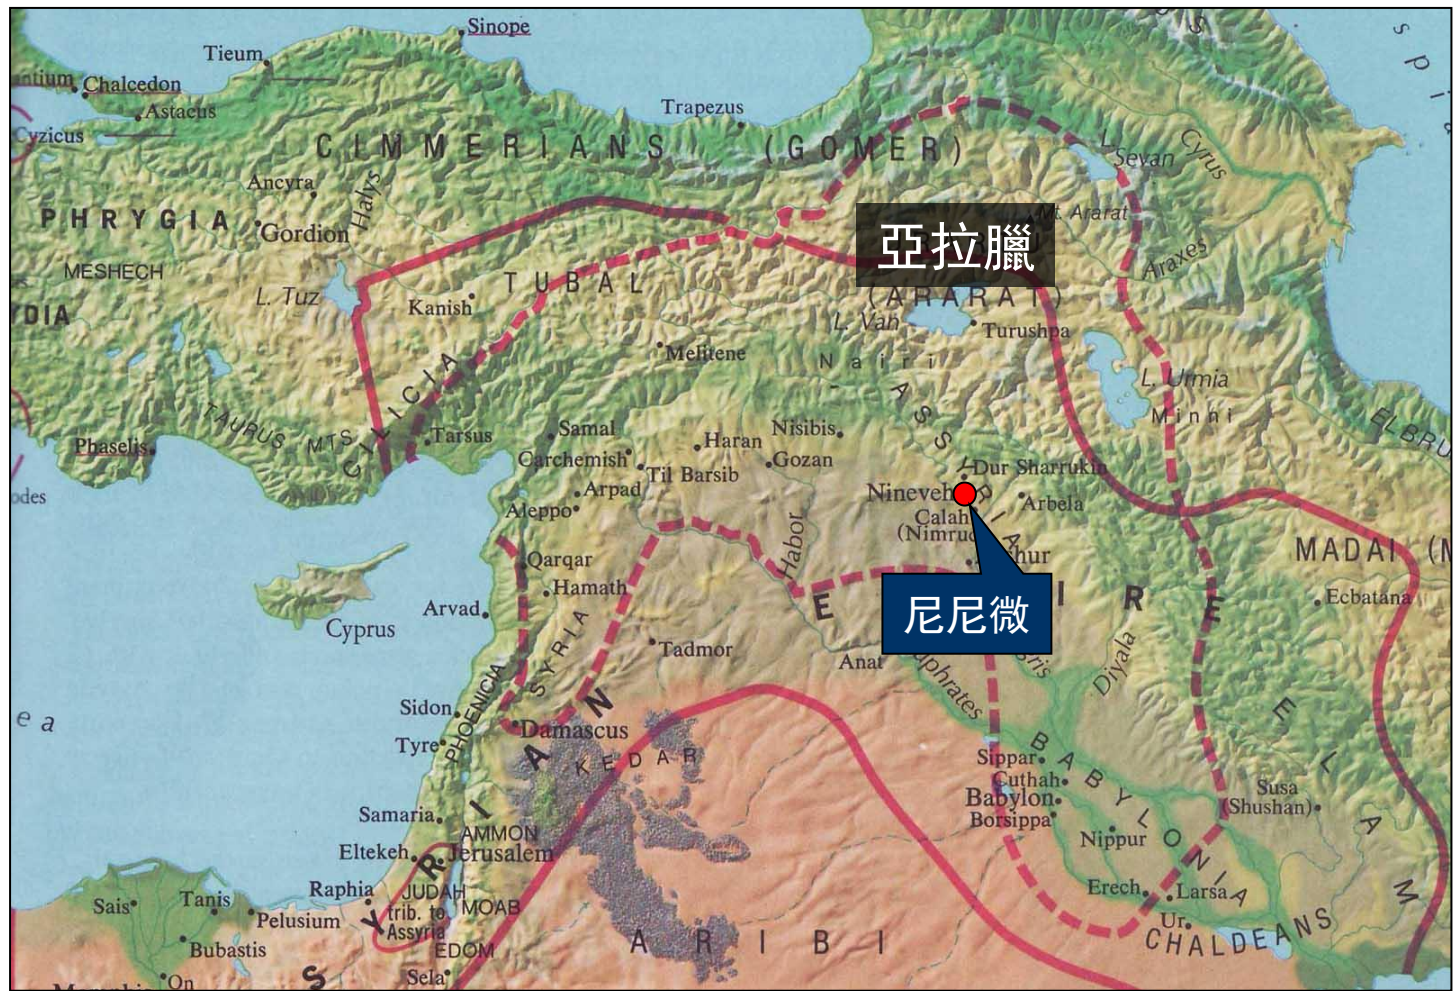 Sinope
Tieum
Chalcedon
Astacus
Cyzicus
Trapezus
CIMMERIANS (GOMER)
L. Sevan
Cyrus
Ancyra
Halys
PHRYGIA
Gordion
Mt. Ararat
亞拉臘
Araxes
MESHECH
L. Tuz
Kanish
TUBAL
(ARARAT)
L. Van
Turushpa
Melitene
Nairi
L. Urmia
Minni
CILICIA
TAURUS MTS
Phaselis
Tarsus
Samal
Carchemish
Haran
Nisibis
Til Barsib
Gozan
ASSYRIA
Dur Sharrukin
Nineveh
Arpad
Arbela
Aleppo
Calah
Habor
MADAI
Qarqar
Hamath
Arvad
Cyprus
尼尼微
Ecbatana
SYRIA
Tadmor
Anat
Diyala
Sidon
PHOENICIA
Damascus
Tyre
KEDAR
ELAM
Sippar
BABYLONIA
Cuthah
Babylon
Borsippa
Susa
(Shushan)
Nippur
Samaria
AMMON
Eltekeh
Jerusalem
Raphia
JUDAH
trib. to
Assyria
MOAB
EDOM
Sela
Erech
Larsa
Ur
CHALDEANS
ARIBI
Sais
Tanis
Pelusium
Bubastis
On